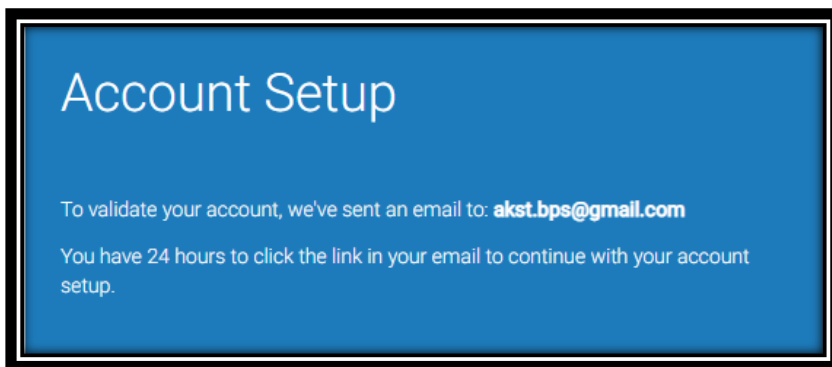 Account Setup
To validate your account, we've sent an email to: akst.bps@gmail.com
You have 24 hours to click the link in your email to continue with your account
setup.